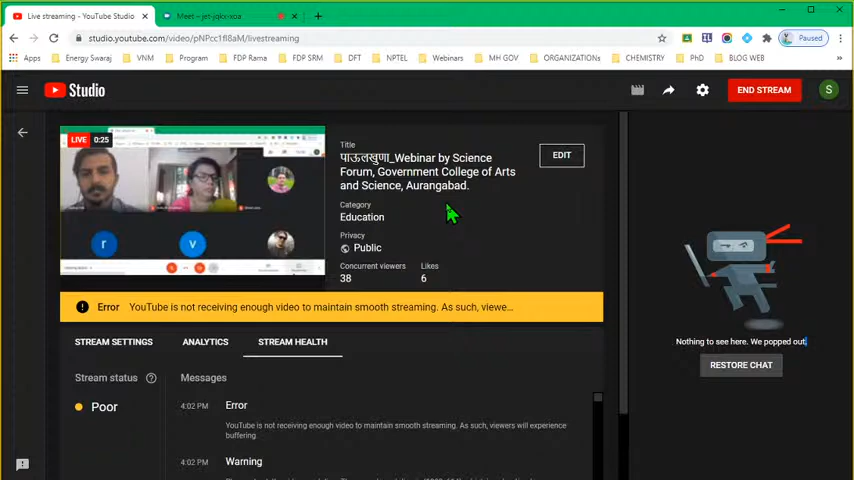 Live streaming - YouTube Studio
Meet – jet-jqkx-xoa
studio.youtube.com/video/pNPcc1fl8aM/livestreaming
Paused
Apps Energy Swaraj VNM Program FDP Rama FDP SRM DFT NPTEL Webinars MH GOV ORGANIZATIONs CHEMISTRY PhD BLOG WEB
Studio
END STREAM
S
LIVE 0:25
r
v
Title
पाऊलखुणा_Webinar by Science
Forum, Government College of Arts
and Science, Aurangabad.
EDIT
Category
Education
Privacy
Public
Concurrent viewers
38
Likes
6
Error YouTube is not receiving enough video to maintain smooth streaming. As such, viewe...
STREAM SETTINGS
ANALYTICS
STREAM HEALTH
Stream status
Poor
Messages
4:02 PM Error
YouTube is not receiving enough video to maintain smooth streaming. As such, viewers will experience
buffering.
4:02 PM Warning
Nothing to see here. We popped out.
RESTORE CHAT